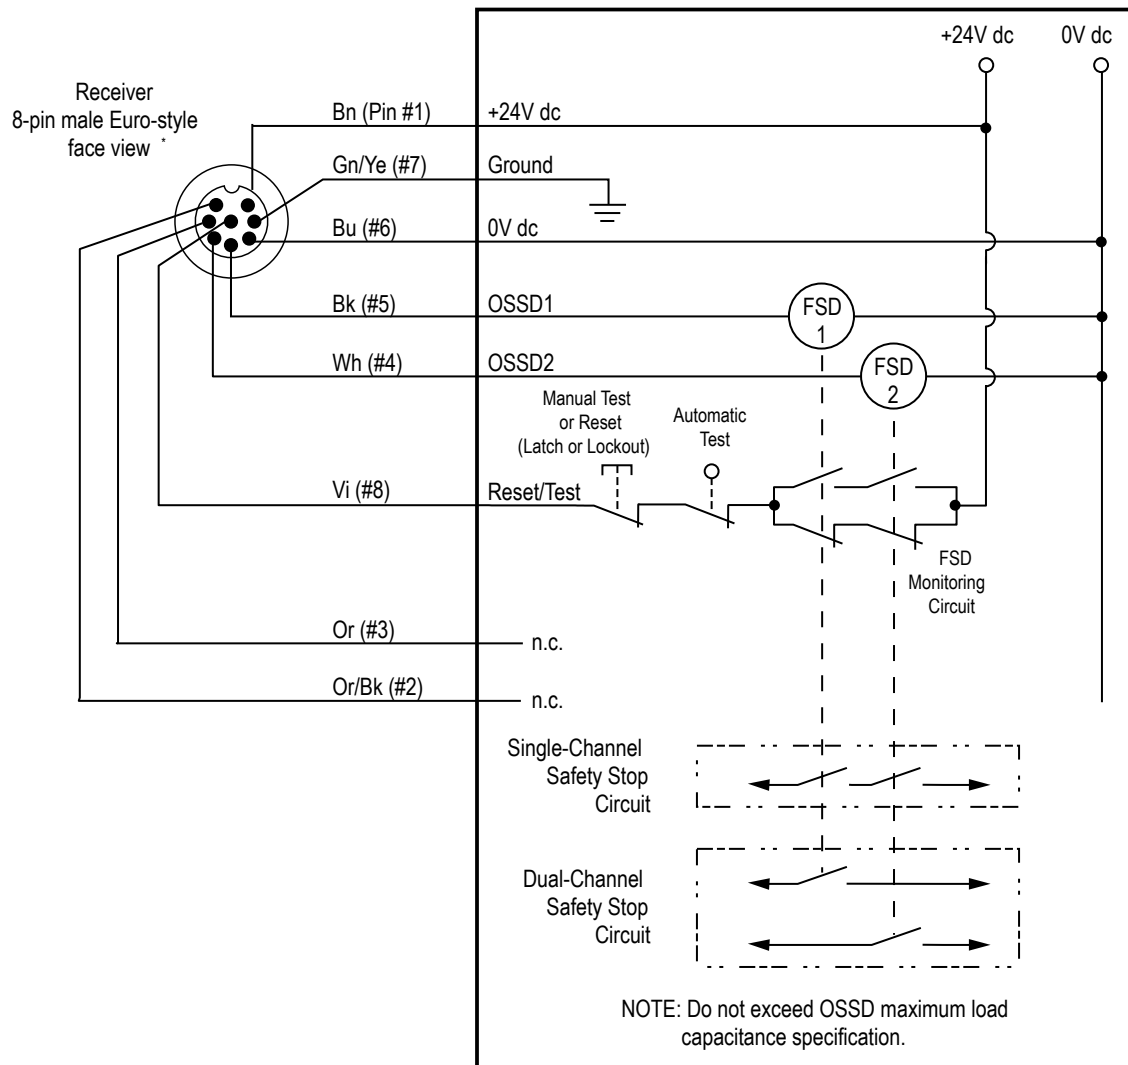 +24V dc
0V dc
Receiver
8-pin male Euro-style
face view *
Bn (Pin #1)
+24V dc
Gn/Ye (#7)
Ground
Bu (#6)
0V dc
Bk (#5)
OSSD1
FSD
1
Wh (#4)
OSSD2
FSD
2
Manual Test
or Reset
(Latch or Lockout)
Automatic
Test
Vi (#8)
Reset/Test
FSD
Monitoring
Circuit
Or (#3)
n.c.
Or/Bk (#2)
n.c.
Single-Channel
Safety Stop
Circuit
Dual-Channel
Safety Stop
Circuit
NOTE: Do not exceed OSSD maximum load
capacitance specification.